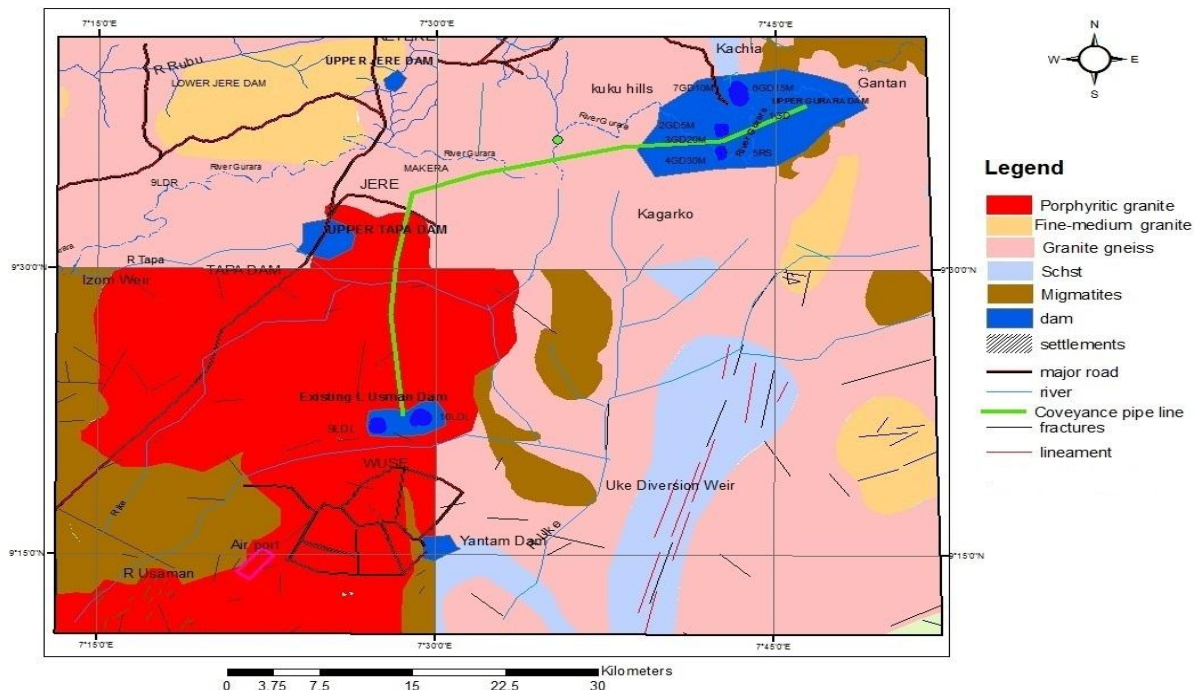 7°15'0"E
7°30'0"E
7°45'0"E
N
W
E
S
KETERE
Kachia
R Rubu
UPPER JERE DAM
LOWER JERE DAM
Gantan
kuku hills
7GD10M
6GD15M
UPPER GURARA DAM
River Gurara
2GD5M
River Gurara
3GD20M
River Gurara
4GD30M
5RS
River Gurara
MAKERA
9LDR
JERE
Kagarko
UPPER TAPA DAM
R Tapa
TAPA DAM
9°30'0"N
9°30'0"N
Izom Weir
Existing L Usman Dam
10LDL
9LDL
WUSE
Uke Diversion Weir
R Uke
Yantam Dam
Air port
9°15'0"N
9°15'0"N
R Usaman
7°15'0"E
7°30'0"E
7°45'0"E
Kilometers
0
3.75
7.5
15
22.5
30
Legend
Porphyritic granite
Fine-medium granite
Granite gneiss
Schst
Migmatites
dam
settlements
major road
river
Coveyance pipe line
fractures
lineament